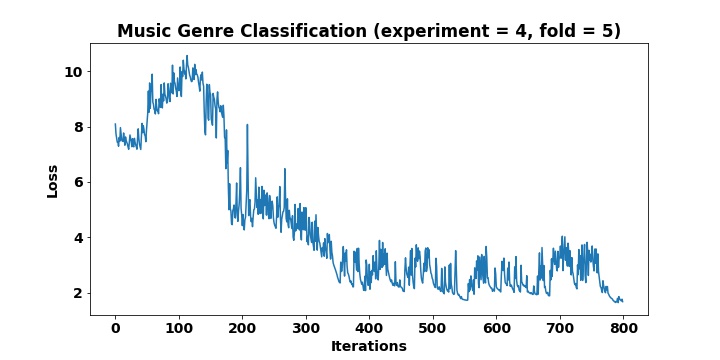 Music Genre Classification (experiment = 4, fold = 5)
10
8
6
4
2
Loss
0 100 200 300 400 500 600 700 800
Iterations